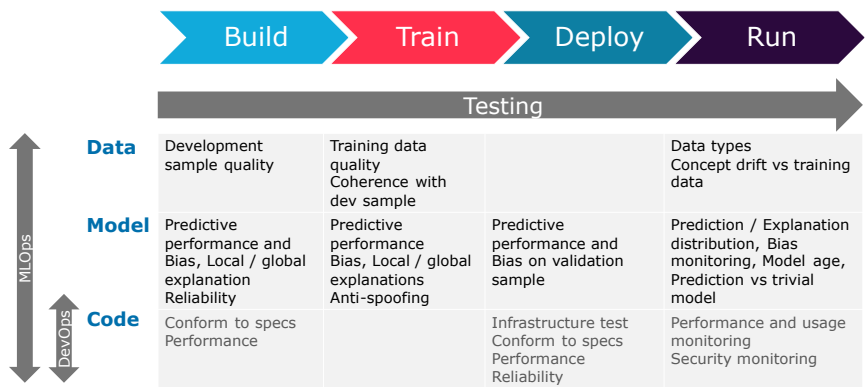 Build
Train
Deploy
Run
Testing
MLOps
DevOps
Data
Development
sample quality
Training data
quality
Coherence with
dev sample
Data types
Concept drift vs training
data
Model
Predictive
performance and
Bias, Local / global
explanation
Reliability
Predictive
performance
Bias, Local / global
explanations
Anti-spoofing
Predictive
performance and
Bias on validation
sample
Prediction / Explanation
distribution, Bias
monitoring, Model age,
Prediction vs trivial
model
Code
Conform to specs
Performance
Infrastructure test
Conform to specs
Performance
Reliability
Performance and usage
monitoring
Security monitoring